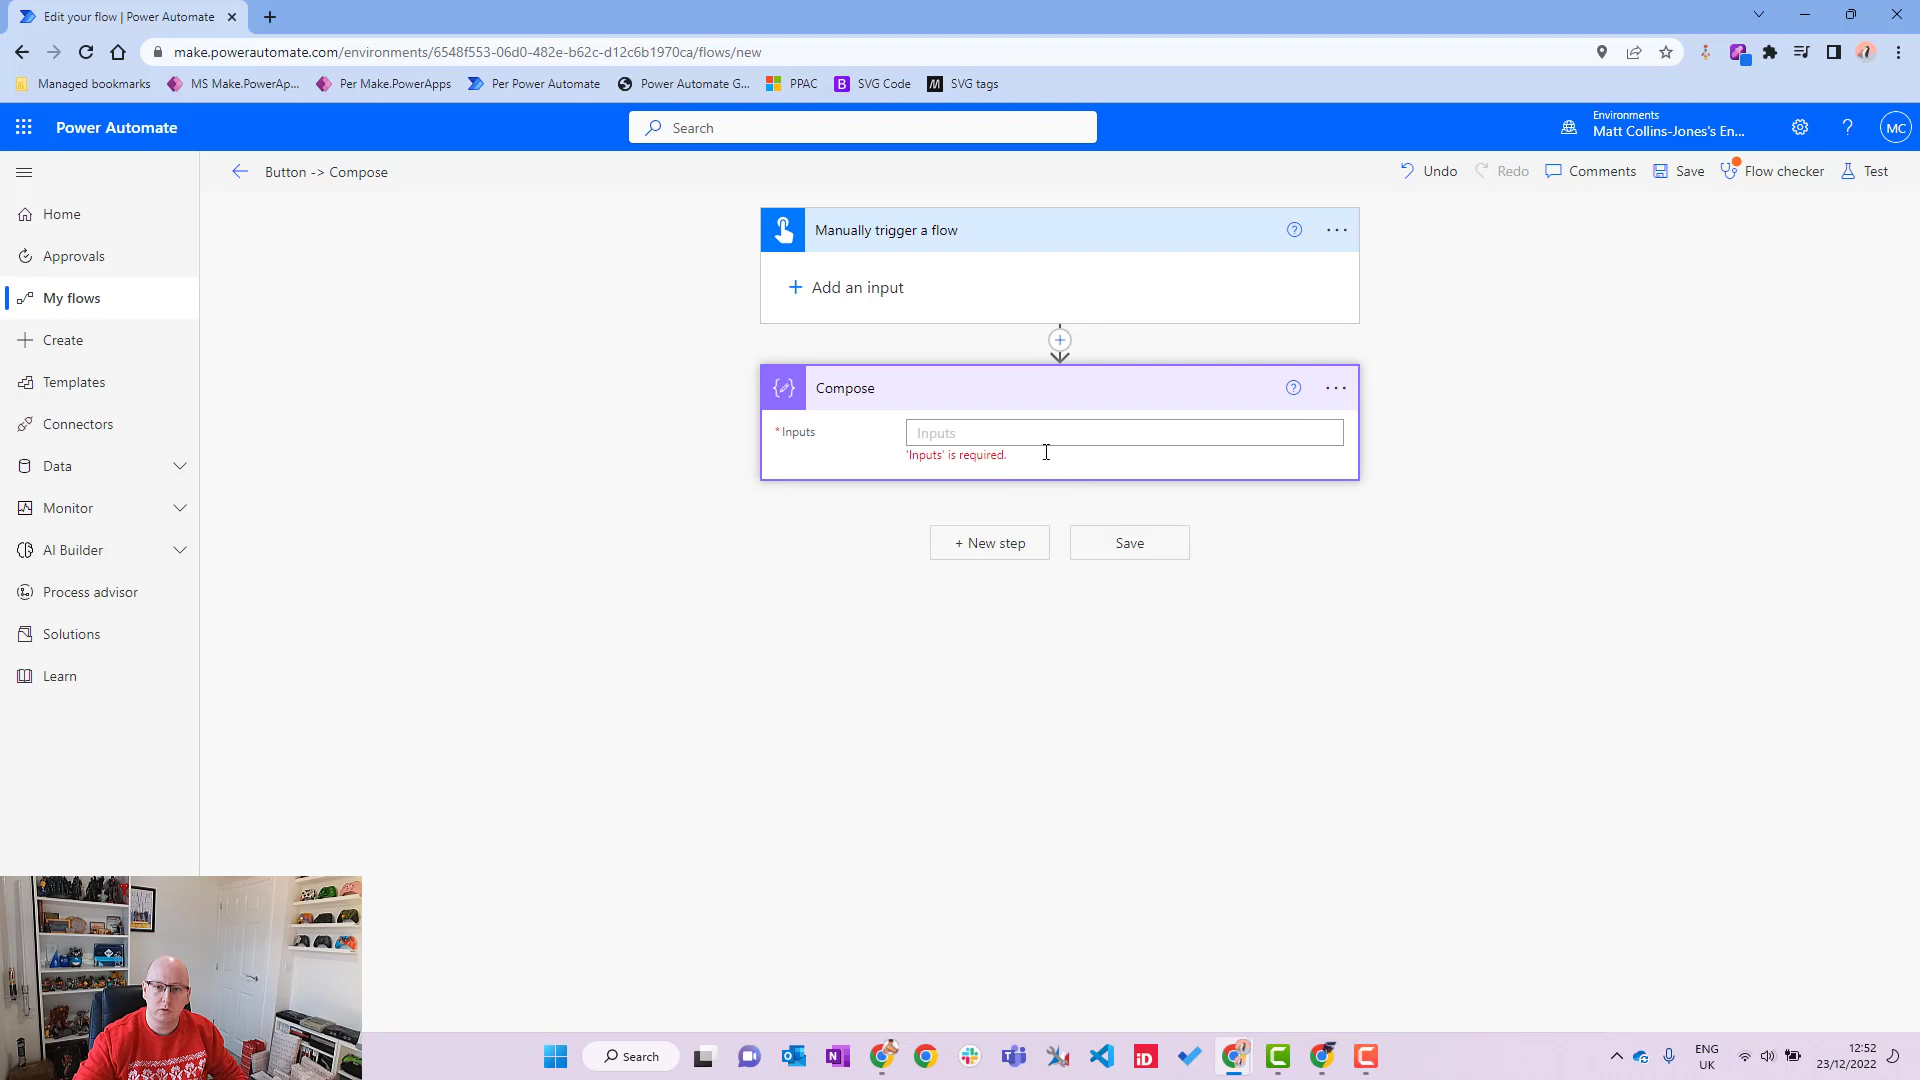 Edit your flow | Power Automate
make.powerautomate.com/environments/6548f553-06d0-482e-b62c-d12c6b1970ca/flows/new
Managed bookmarks
MS Make.PowerAp...
Per Make.PowerApps
Per Power Automate
Power Automate G...
PPAC
SVG Code
SVG tags
Power Automate
Search
Environments
Matt Collins-Jones's En...
MC
Button -> Compose
Undo
Redo
Comments
Save
Flow checker
Test
Home
Approvals
My flows
Create
Templates
Connectors
Data
Monitor
AI Builder
Process advisor
Solutions
Learn
Manually trigger a flow
Add an input
Compose
* Inputs
Inputs
'Inputs' is required.
+ New step
Save
Search
ENG
UK
12:52
23/12/2022